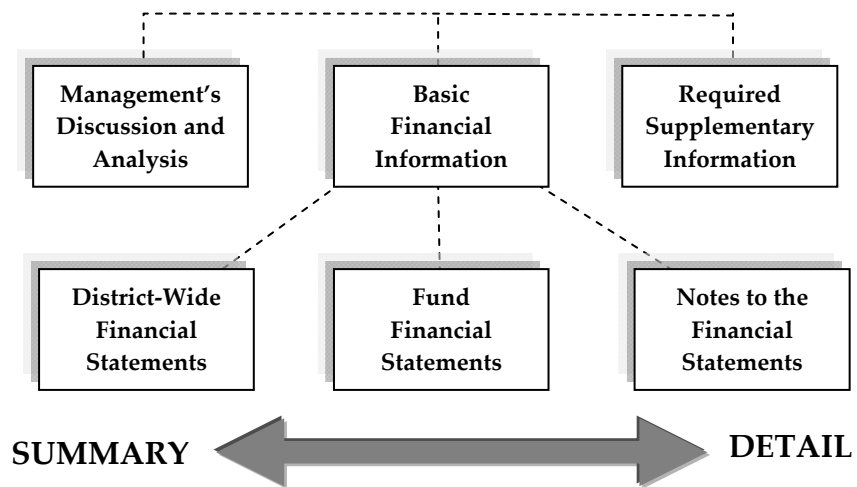 Management’s
Discussion and
Analysis
Basic
Financial
Information
Required
Supplementary
Information
District-Wide
Financial
Statements
Fund
Financial
Statements
Notes to the
Financial
Statements
SUMMARY
DETAIL